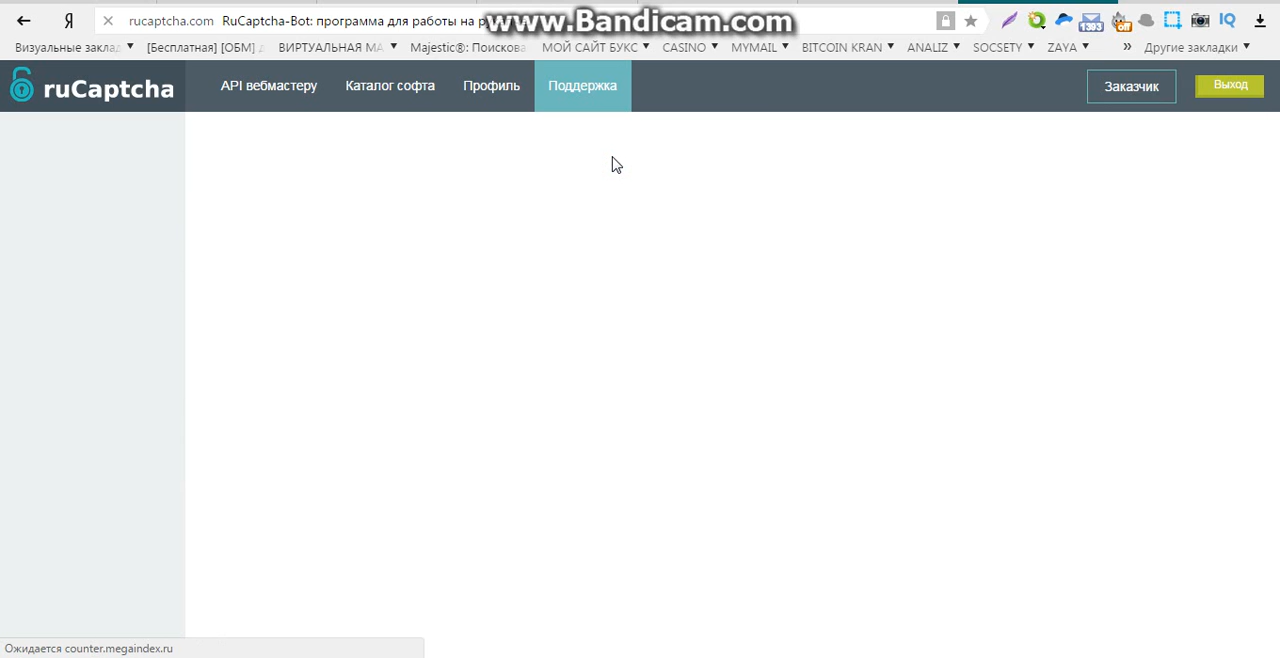 www.Bandicam.com
Я rucaptcha.com RuCaptcha-Bot: программа для работы на
Визуальные заклад [Бесплатная] [ОБМ] ВИРТУАЛЬНАЯ МА Majestic®: Поискова МОЙ САЙТ БУКС CASINO MYMAIL BITCOIN KRAN ANALIZ SOCSETY ZAYA » Другие закладки
ruCaptcha API вебмастеру Каталог софта Профиль Поддержка Заказчик Выход
Ожидается counter.megaindex.ru